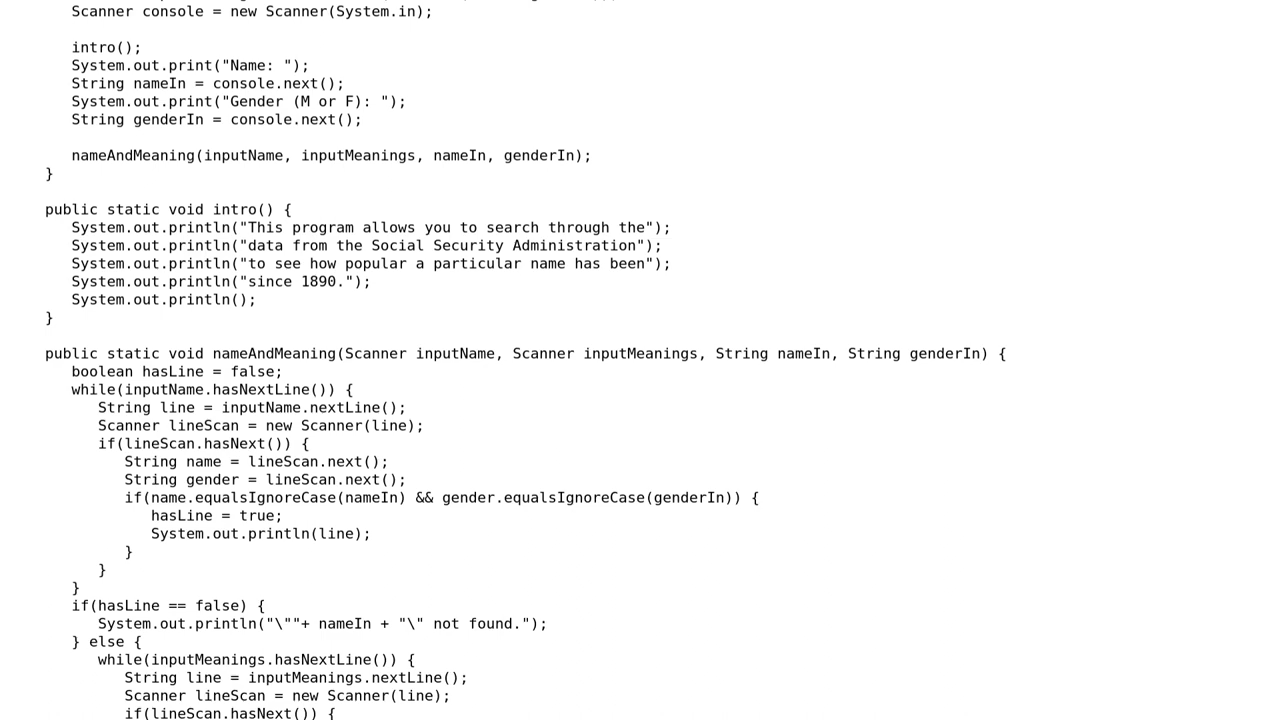 Scanner console = new Scanner(System.in);
intro();
System.out.print("Name: ");
String nameIn = console.next();
System.out.print("Gender (M or F): ");
String genderIn = console.next();
nameAndMeaning(inputName, inputMeanings, nameIn, genderIn);
}
public static void intro() {
System.out.println("This program allows you to search through the");
System.out.println("data from the Social Security Administration");
System.out.println("to see how popular a particular name has been");
System.out.println("since 1890.");
System.out.println();
}
public static void nameAndMeaning(Scanner inputName, Scanner inputMeanings, String nameIn, String genderIn) {
boolean hasLine = false;
while(inputName.hasNextLine()) {
String line = inputName.nextLine();
Scanner lineScan = new Scanner(line);
if(lineScan.hasNext()) {
String name = lineScan.next();
String gender = lineScan.next();
if(name.equalsIgnoreCase(nameIn) && gender.equalsIgnoreCase(genderIn)) {
hasLine = true;
System.out.println(line);
}
}
}
if(hasLine == false) {
System.out.println("\""+ nameIn + "\" not found.");
} else {
while(inputMeanings.hasNextLine()) {
String line = inputMeanings.nextLine();
Scanner lineScan = new Scanner(line);
if(lineScan.hasNext()) {